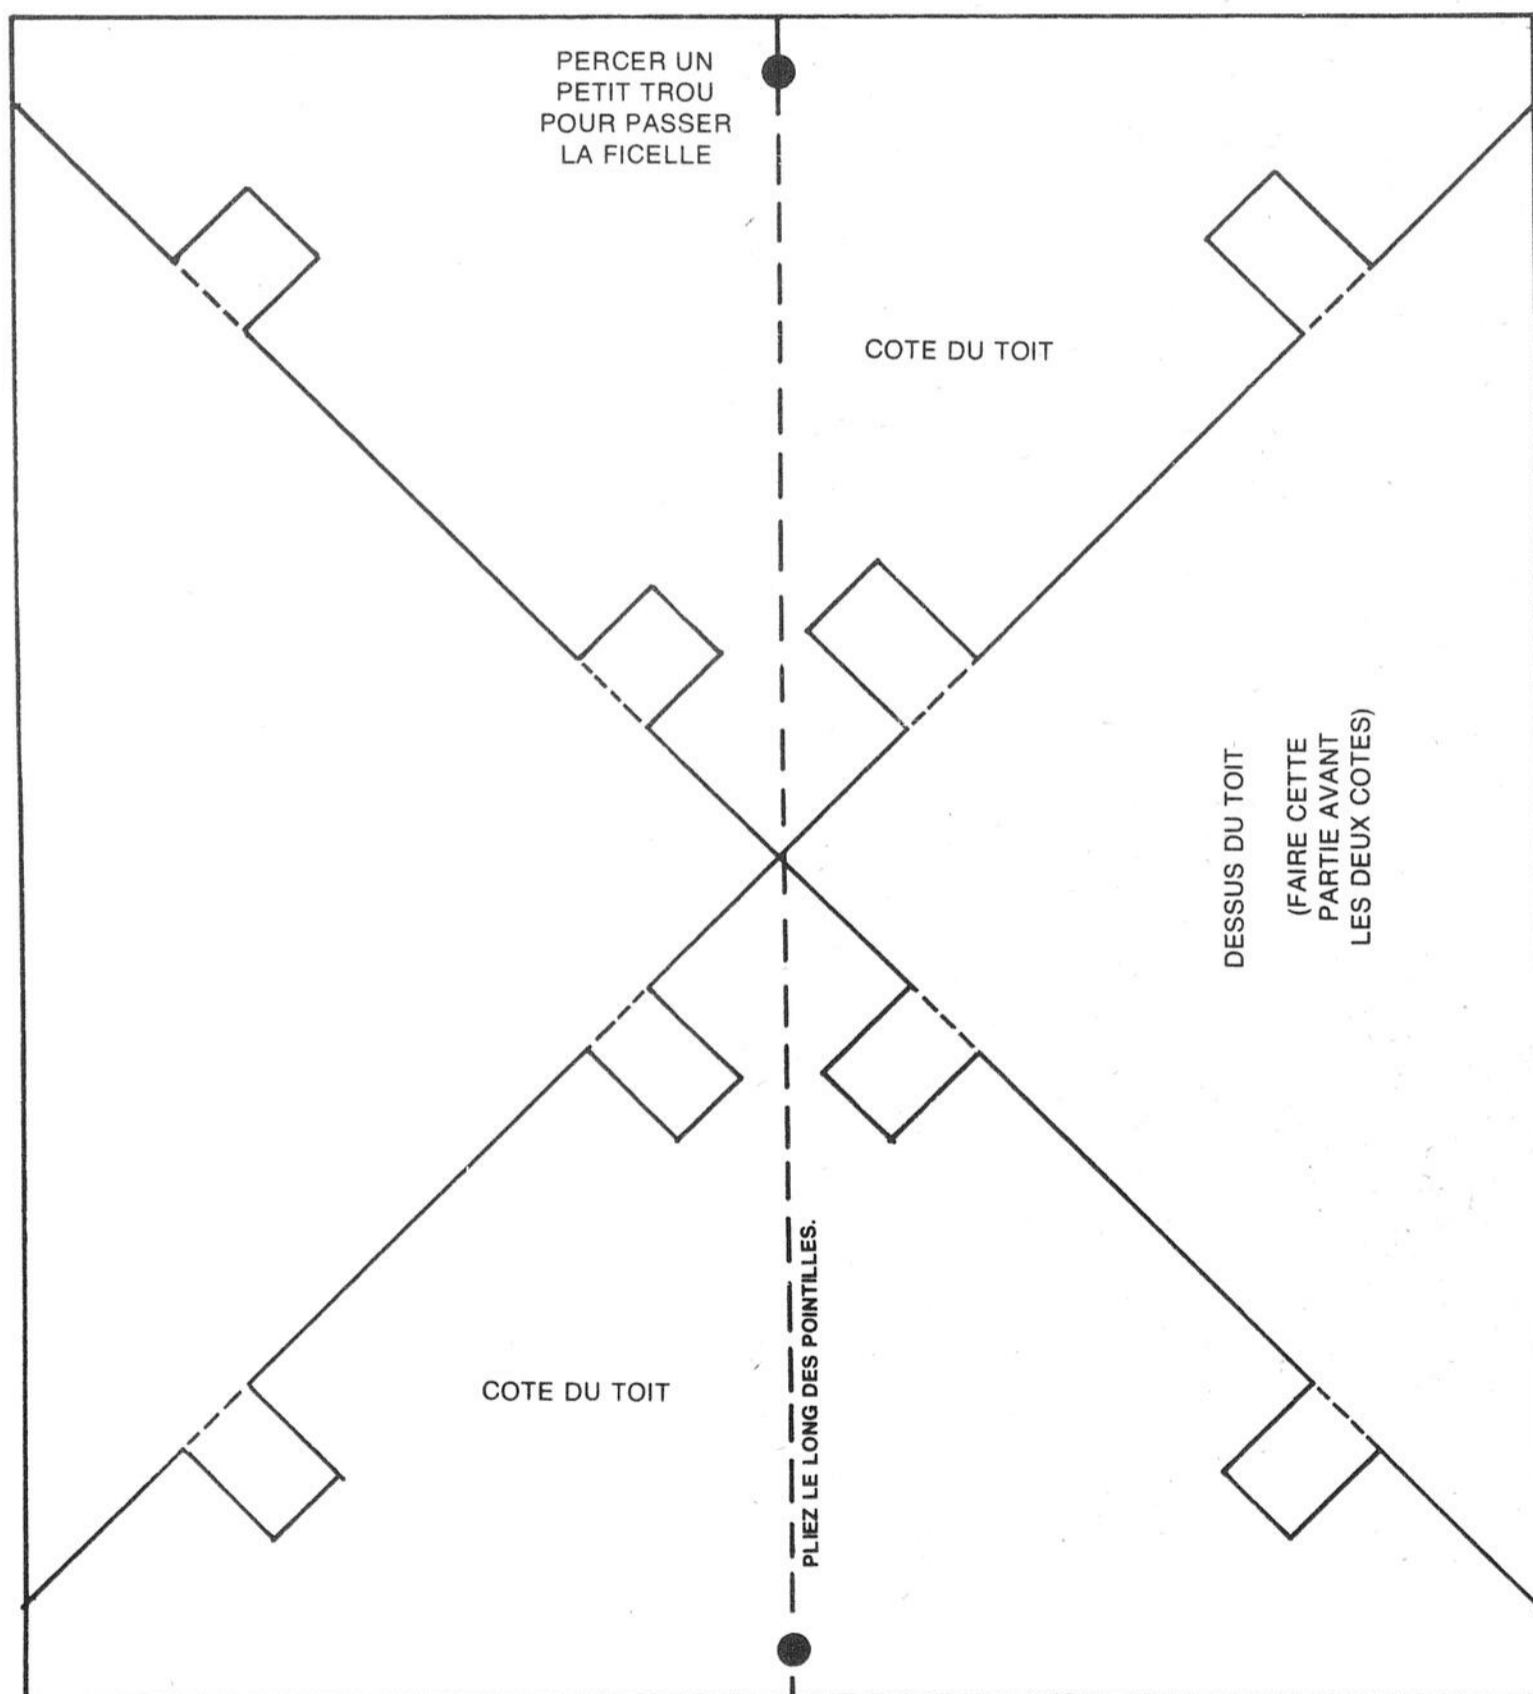 PERCER UN
PETIT TROU
POUR PASSER
LA FICELLE
COTE DU TOIT
DESSUS DU TOIT
(FAIRE CETTE
PARTIE AVANT
LES DEUX COTES)
PLIEZ LE LONG DES POINTILLES.
COTE DU TOIT